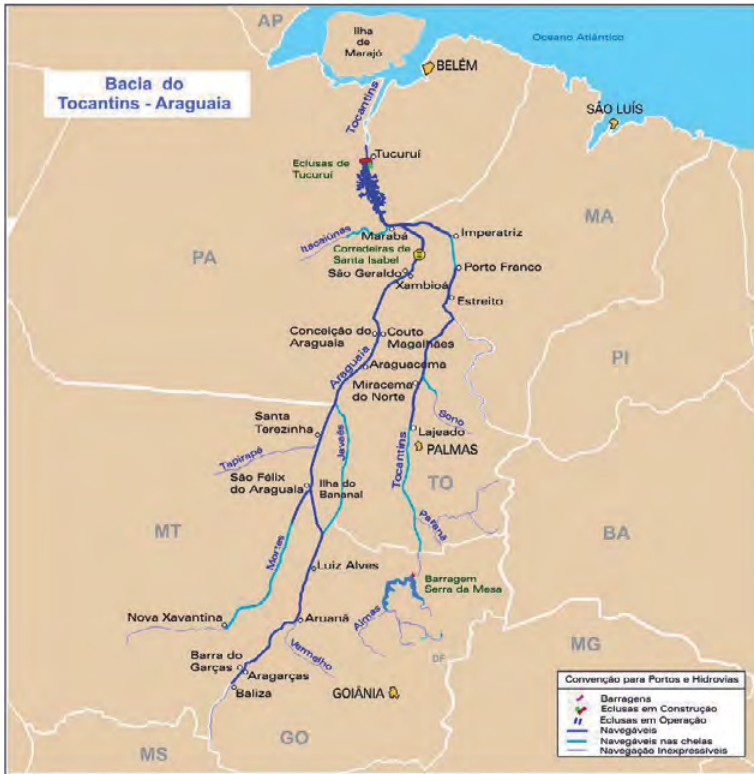 AP
Ilha
de
Marajó
Oceano Atlântico
BELÉM
Bacia do
Tocantins - Araguaia
Tocantins
SÃO LUÍS
Tucuruí
Eclusas de
Tucuruí
MA
Itacaiúnas
Marabá
Imperatriz
PA
Corredeiras de
Santa Isabel
São Geraldo
Xambioá
Porto Franco
Estreito
Conceição do
Araguaia
Couto
Magalhães
PI
Araguaia
Araguacema
Miracema
do Norte
Sono
Santa
Terezinha
Javaés
Lajeado
PALMAS
Tapirapé
Tocantins
São Félix
do Araguaia
Ilha do
Bananal
TO
MT
Mortes
Paranã
BA
Luiz Alves
Barragem
Serra da Mesa
Nova Xavantina
Aruanã
Almas
Vermelho
MG
Barra do
Garças
Aragarças
DF
Baliza
GOIÂNIA
GO
MS
Convenção para Portos e Hidrovias
Barragens
Eclusas em Construção
Eclusas em Operação
Navegáveis
Navegáveis nas cheias
Navegação Inexpressíveis